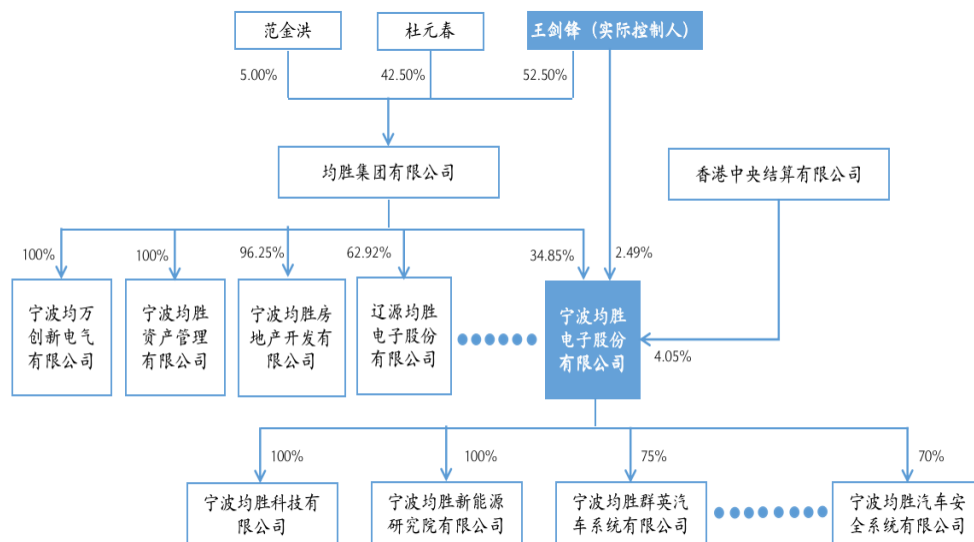 范金洪
杜元春
王剑锋（实际控制人）
5.00%
42.50%
52.50%
均胜集团有限公司
香港中央结算有限公司
100%
100%
96.25%
62.92%
34.85%
2.49%
宁波均万
创新电气
有限公司
宁波均胜
资产管理
有限公司
宁波均胜房
地产开发有
限公司
辽源均胜
电子股份
有限公司
宁波均胜
电子股份
有限公司
4.05%
100%
100%
75%
70%
宁波均胜科技有
限公司
宁波均胜新能源
研究院有限公司
宁波均胜群英汽
车系统有限公司
宁波均胜汽车安
全系统有限公司